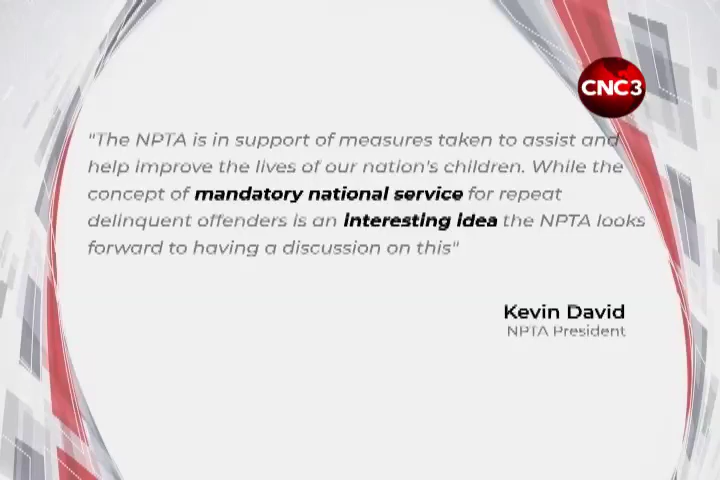 CNC3
"The NPTA is in support of measures taken to assist and
help improve the lives of our nation's children. While the
concept of mandatory national service for repeat
delinquent offenders is an interesting idea the NPTA looks
forward to having a discussion on this"
Kevin David
NPTA President